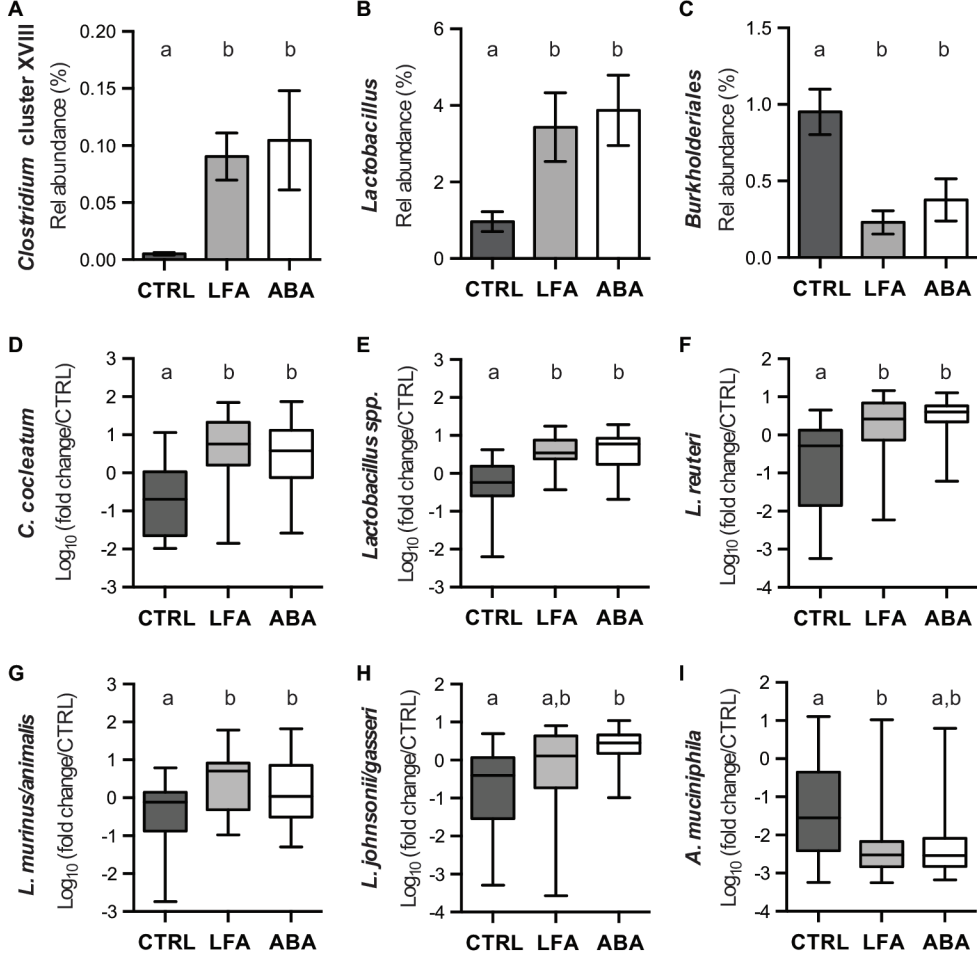 A
Clostridium cluster XVIII
Rel abundance (%)
0.20
0.15
0.10
0.05
0.00
a
b
b
CTRL
LFA
ABA
B
Lactobacillus
Rel abundance (%)
6
4
2
0
a
b
b
CTRL
LFA
ABA
C
Burkholderiales
Rel abundance (%)
1.5
1.0
0.5
0.0
a
b
b
CTRL
LFA
ABA
D
C. cocleatum
Log10 (fold change/CTRL)
3
2
1
0
-1
-2
-3
a
b
b
CTRL
LFA
ABA
E
Lactobacillus spp.
Log10 (fold change/CTRL)
3
2
1
0
-1
-2
-3
a
b
b
CTRL
LFA
ABA
F
L. reuteri
Log10 (fold change/CTRL)
2
1
0
-1
-2
-3
-4
a
b
b
CTRL
LFA
ABA
G
L. murinus/animalis
Log10 (fold change/CTRL)
3
2
1
0
-1
-2
-3
a
b
b
CTRL
LFA
ABA
H
L. johnsonii/gasseri
Log10 (fold change/CTRL)
2
1
0
-1
-2
-3
-4
a
a,b
b
CTRL
LFA
ABA
I
A. muciniphila
Log10 (fold change/CTRL)
2
1
0
-1
-2
-3
-4
a
b
a,b
CTRL
LFA
ABA